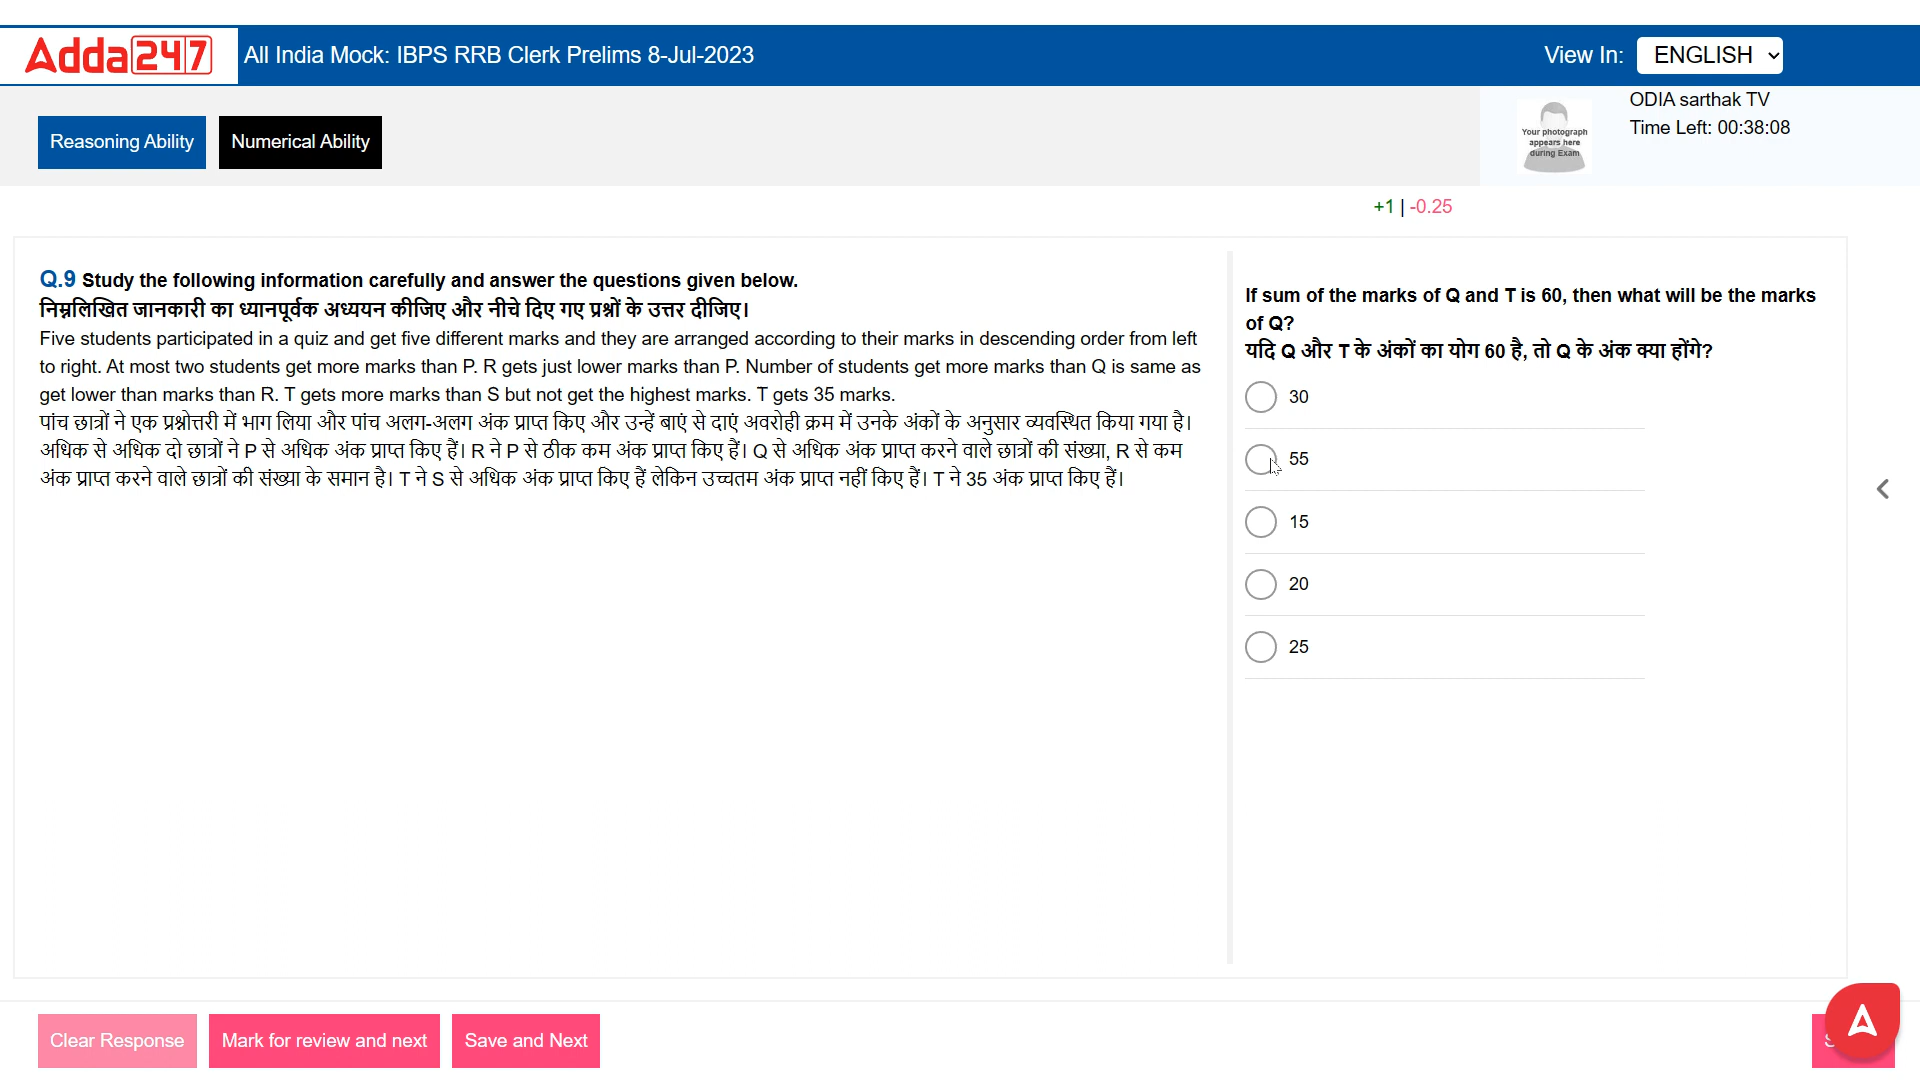 Adda247 All India Mock: IBPS RRB Clerk Prelims 8-Jul-2023 View In: ENGLISH
Reasoning Ability Numerical Ability
Your photograph
appears here
during Exam
ODIA sarthak TV
Time Left: 00:38:08
+1 | -0.25
Q.9 Study the following information carefully and answer the questions given below.
निम्नलिखित जानकारी का ध्यानपूर्वक अध्ययन कीजिए और नीचे दिए गए प्रश्नों के उत्तर दीजिए।
Five students participated in a quiz and get five different marks and they are arranged according to their marks in descending order from left
to right. At most two students get more marks than P. R gets just lower marks than P. Number of students get more marks than Q is same as
get lower than marks than R. T gets more marks than S but not get the highest marks. T gets 35 marks.
पांच छात्रों ने एक प्रश्नोत्तरी में भाग लिया और पांच अलग-अलग अंक प्राप्त किए और उन्हें बाएं से दाएं अवरोही क्रम में उनके अंकों के अनुसार व्यवस्थित किया गया है।
अधिक से अधिक दो छात्रों ने P से अधिक अंक प्राप्त किए हैं। R ने P से ठीक कम अंक प्राप्त किए हैं। Q से अधिक अंक प्राप्त करने वाले छात्रों की संख्या, R से कम
अंक प्राप्त करने वाले छात्रों की संख्या के समान है। T ने S से अधिक अंक प्राप्त किए हैं लेकिन उच्चतम अंक प्राप्त नहीं किए हैं। T ने 35 अंक प्राप्त किए हैं।
If sum of the marks of Q and T is 60, then what will be the marks
of Q?
यदि Q और T के अंकों का योग 60 है, तो Q के अंक क्या होंगे?
30
55
15
20
25
Clear Response Mark for review and next Save and Next